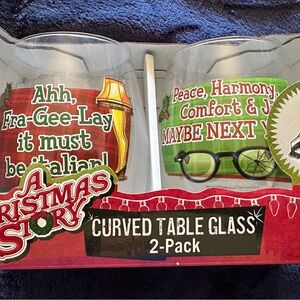 Ahh,
Fra-Gee-Lay
it must
be italian!
Peace, Harmony,
Comfort & J
MAYBE NEXT Y
A
CHRISTMAS
STORY
CURVED TABLE GLASS
2-Pack